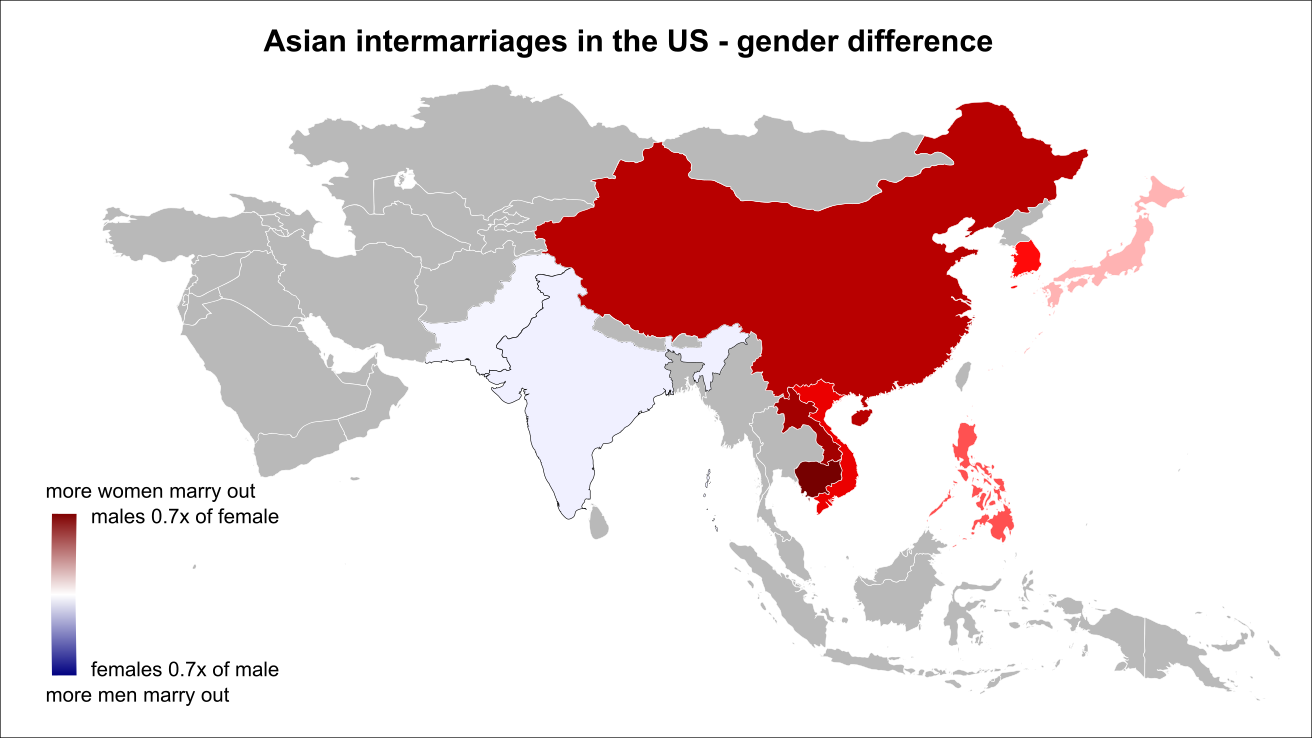 Asian intermarriages in the US - gender difference
more women marry out
males 0.7x of female
females 0.7x of male
more men marry out